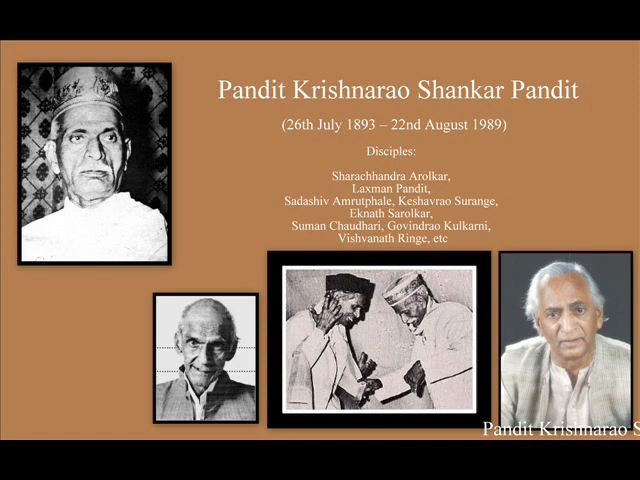 Pandit Krishnarao Shankar Pandit
(26th July 1893 – 22nd August 1989)
Disciples:
Sharachhandra Arolkar,
Laxman Pandit,
Sadashiv Amrutphale, Keshavrao Surange,
Eknath Sarolkar,
Suman Chaudhari, Govindrao Kulkarni,
Vishvanath Ringe, etc
Pandit Krishnarao S